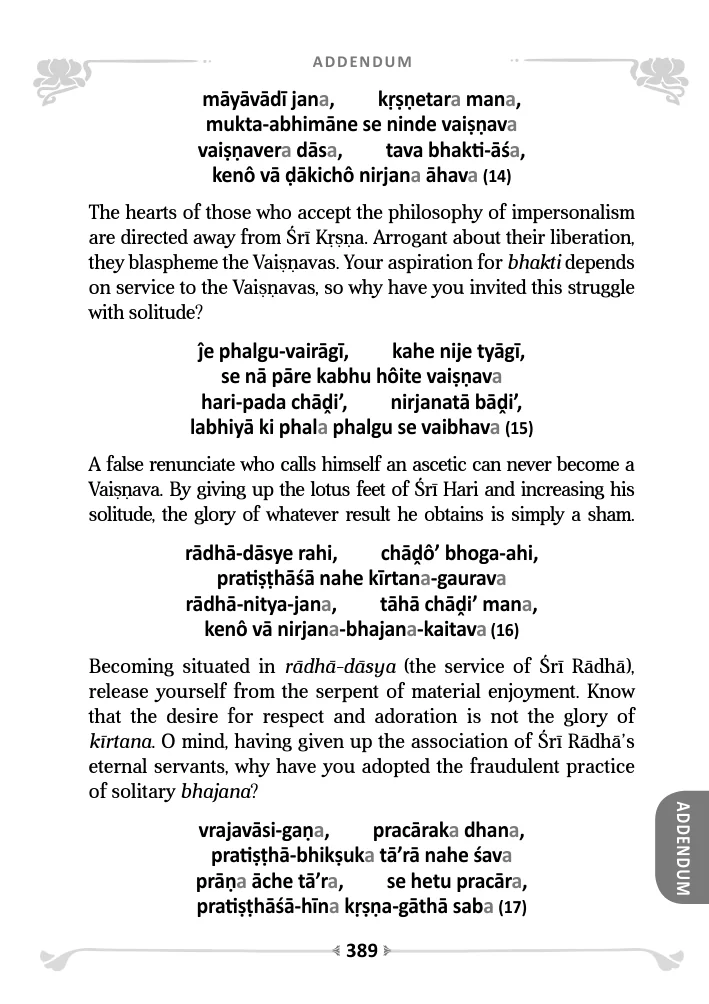 ADDENDUM
māyāvādī jana, kṛṣṇetara mana,
mukta-abhimāne se ninde vaiṣṇava
vaiṣṇavera dāsa, tava bhakti-āśa,
kenô vā ḍākichô nirjana āhava (14)
The hearts of those who accept the philosophy of impersonalism
are directed away from Śrī Kṛṣṇa. Arrogant about their liberation,
they blaspheme the Vaiṣṇavas. Your aspiration for bhakti depends
on service to the Vaiṣṇavas, so why have you invited this struggle
with solitude?
ĵe phalgu-vairāgī, kahe nije tyāgī,
se nā pāre kabhu hôite vaiṣṇava
hari-pada chāḓi’, nirjanatā bāḓi’,
labhiyā ki phala phalgu se vaibhava (15)
A false renunciate who calls himself an ascetic can never become a
Vaiṣṇava. By giving up the lotus feet of Śrī Hari and increasing his
solitude, the glory of whatever result he obtains is simply a sham.
rādhā-dāsye rahi, chāḓô’ bhoga-ahi,
pratiṣṭhāśā nahe kīrtana-gaurava
rādhā-nitya-jana, tāhā chāḓi’ mana,
kenô vā nirjana-bhajana-kaitava (16)
Becoming situated in rādhā-dāsya (the service of Śrī Rādhā),
release yourself from the serpent of material enjoyment. Know
that the desire for respect and adoration is not the glory of
kīrtana. O mind, having given up the association of Śrī Rādhā’s
eternal servants, why have you adopted the fraudulent practice
of solitary bhajana?
vrajavāsi-gaṇa, pracāraka dhana,
pratiṣṭhā-bhikṣuka tā’rā nahe śava
prāṇa āche tā’ra, se hetu pracāra,
pratiṣṭhāśā-hīna kṛṣṇa-gāthā saba (17)
ADDENDUM
389